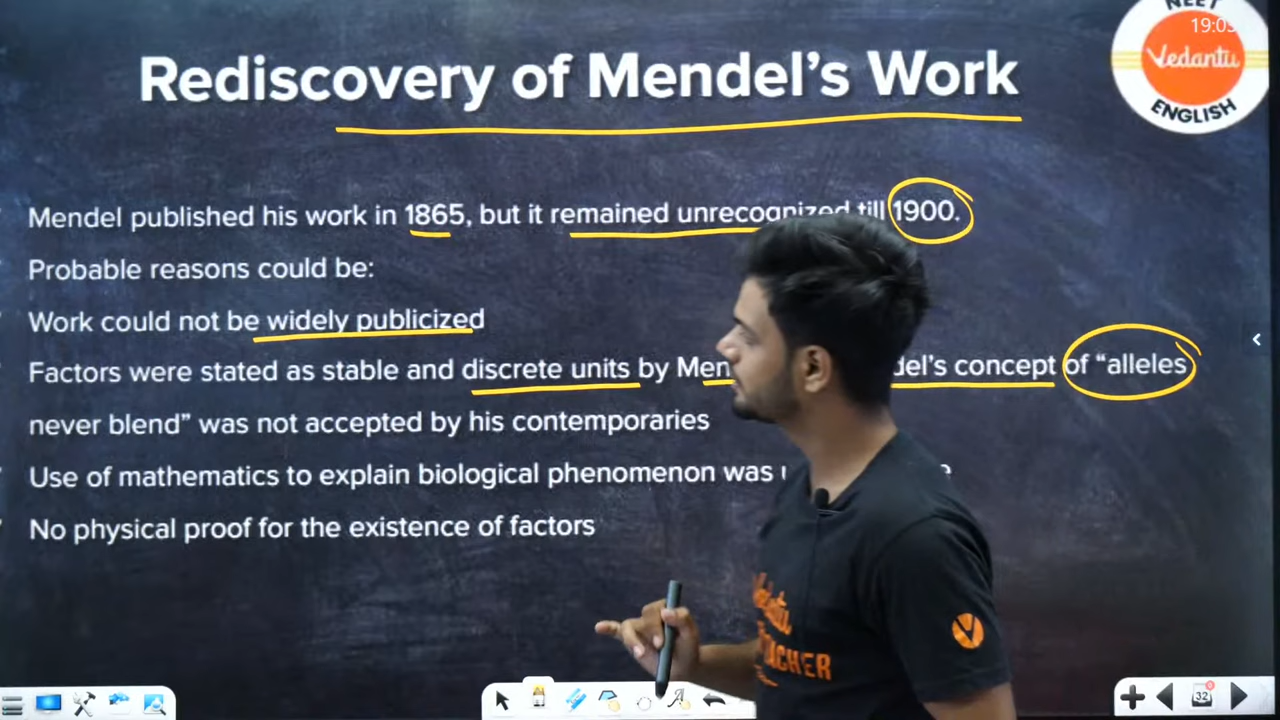 NEET
19:05
Vedantu
ENGLISH
Rediscovery of Mendel's Work
Mendel published his work in 1865, but it remained unrecognized till 1900.
Probable reasons could be:
Work could not be widely publicized
Factors were stated as stable and discrete units by Men del's concept of “alleles
never blend” was not accepted by his contemporaries
Use of mathematics to explain biological phenomenon was
No physical proof for the existence of factors
32